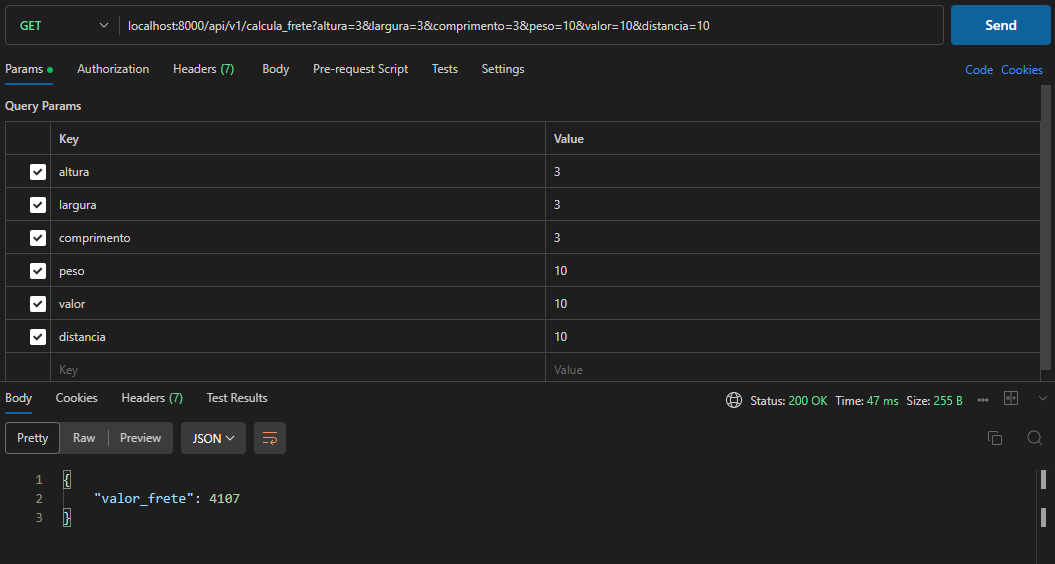 GET localhost:8000/api/v1/calcula_frete?altura=3&largura=3&comprimento=3&peso=10&valor=10&distancia=10 Send
Params Authorization Headers (7) Body Pre-request Script Tests Settings Code Cookies
Query Params
Key Value
altura 3
largura 3
comprimento 3
peso 10
valor 10
distancia 10
Key Value
Body Cookies Headers (7) Test Results Status: 200 OK Time: 47 ms Size: 255 B
Pretty Raw Preview JSON
1 {
2 "valor_frete": 4107
3 }